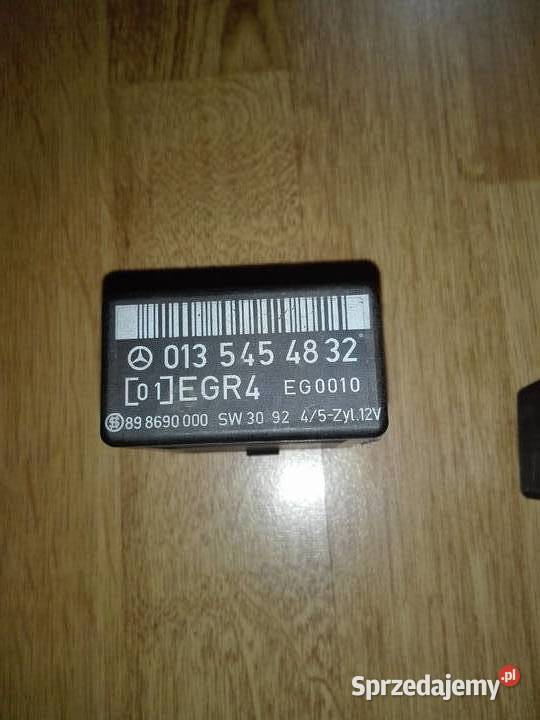 013 545 48 32
[01]EGR4 EG0010
89 8690 000 SW 30 92 4/5-Zyl.12V
Sprzedajemy.pl